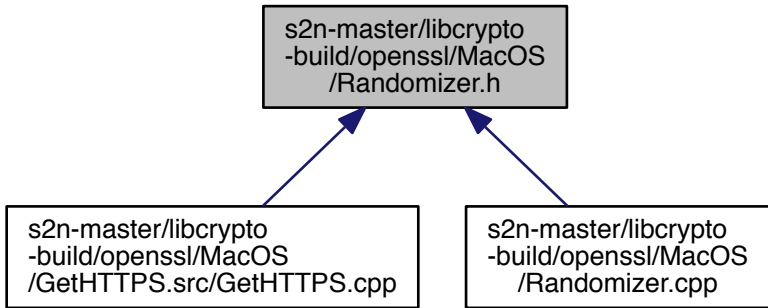 s2n-master/libcrypto
-build/openssl/MacOS
/Randomizer.h
s2n-master/libcrypto
-build/openssl/MacOS
/GetHTTPS.src/GetHTTPS.cpp
s2n-master/libcrypto
-build/openssl/MacOS
/Randomizer.cpp